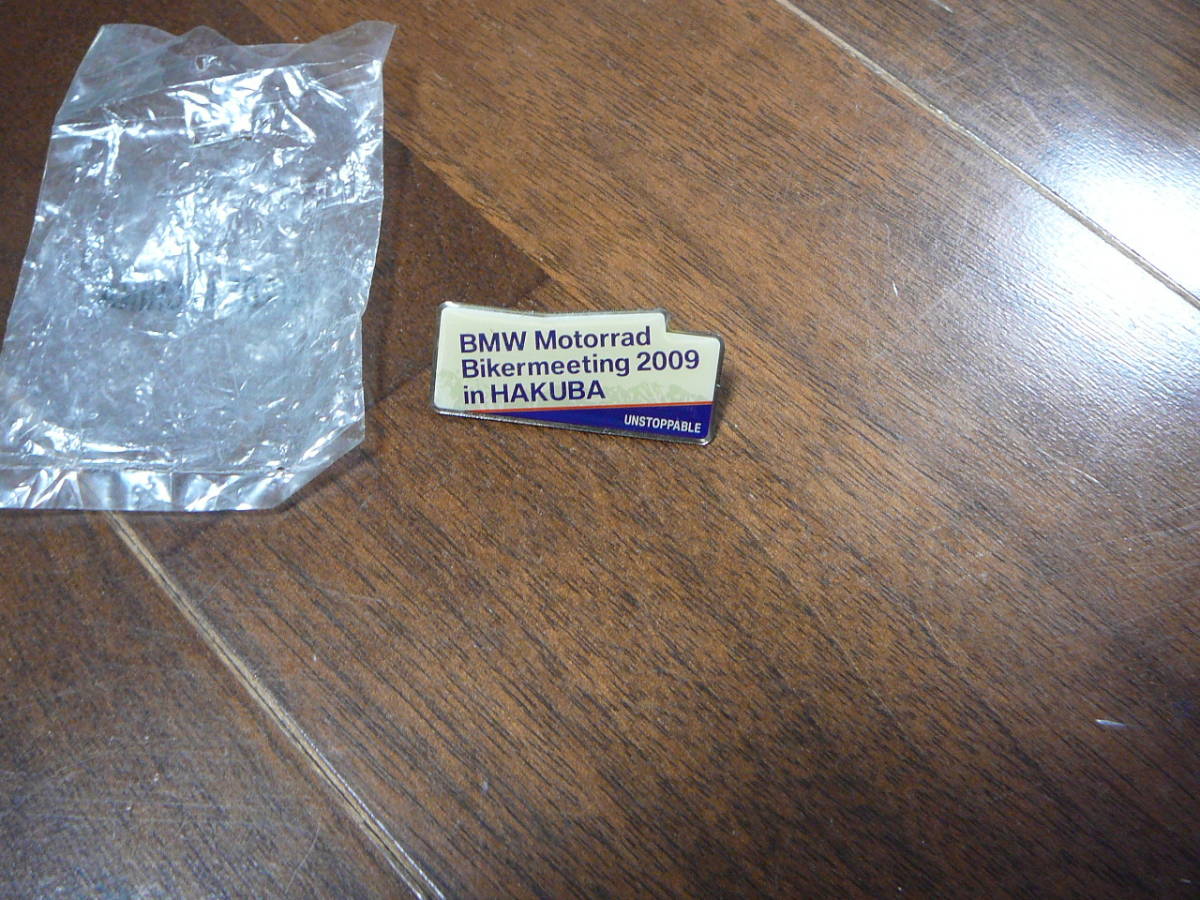 BMW Motorrad
Bikermeeting 2009
in HAKUBA
UNSTOPPABLE